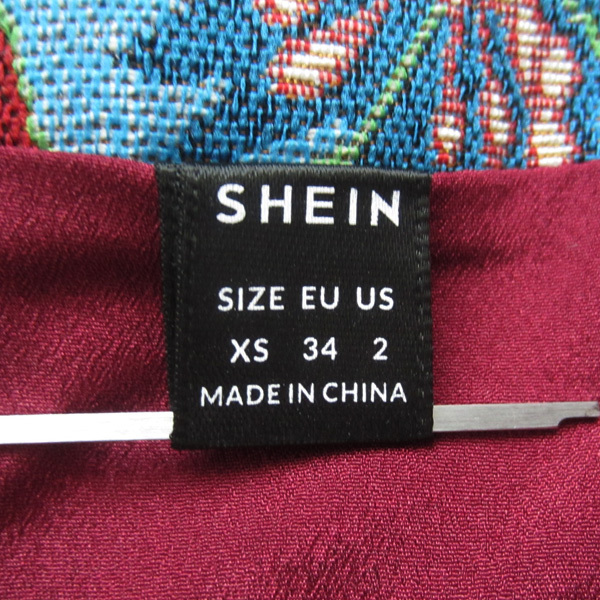 SHEIN
SIZE EU US
XS 34 2
MADE IN CHINA